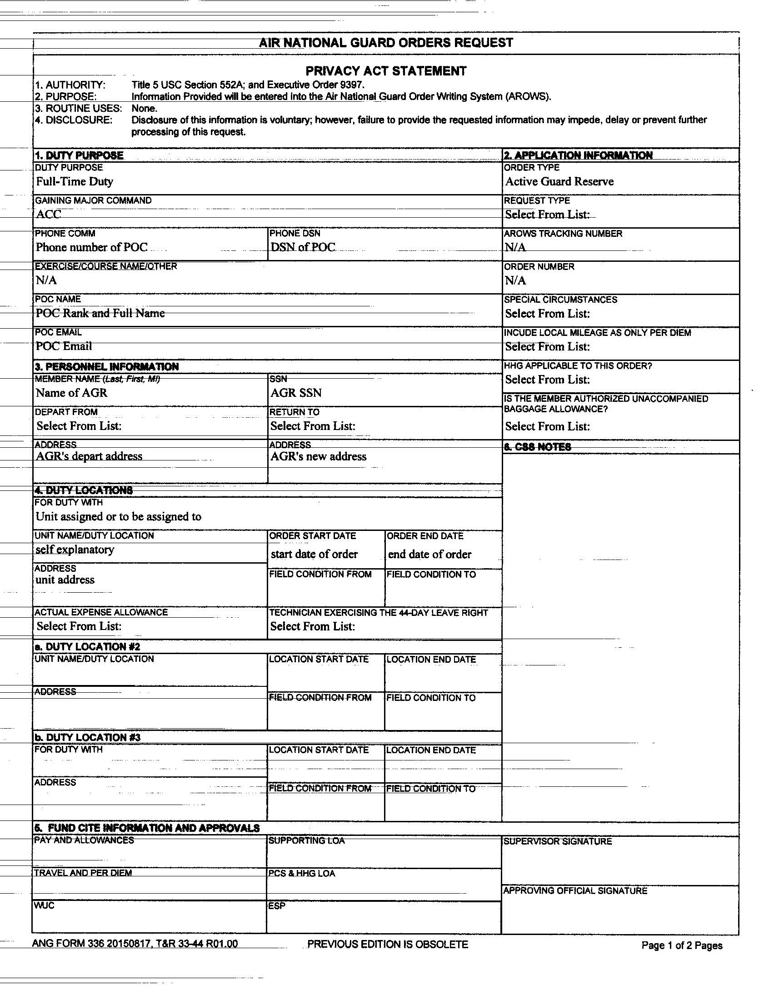 AIR NATIONAL GUARD ORDERS REQUEST
PRIVACY ACT STATEMENT
1. AUTHORITY: Title 5 USC Section 552A; and Executive Order 9397.
2. PURPOSE: Information Provided will be entered into the Air National Guard Order Writing System (AROWS).
3. ROUTINE USES: None.
4. DISCLOSURE: Disclosure of this information is voluntary; however, failure to provide the requested information may impede, delay or prevent further
processing of this request.
1. DUTY PURPOSE
DUTY PURPOSE
Full-Time Duty
GAINING MAJOR COMMAND
ACC
PHONE COMM
Phone number of POC
PHONE DSN
DSN of POC
EXERCISE/COURSE NAME/OTHER
N/A
POC NAME
POC Rank and Full Name
POC EMAIL
POC Email
2. APPLICATION INFORMATION
ORDER TYPE
Active Guard Reserve
REQUEST TYPE
Select From List:
AROWS TRACKING NUMBER
N/A
ORDER NUMBER
N/A
SPECIAL CIRCUMSTANCES
Select From List:
INCUDE LOCAL MILEAGE AS ONLY PER DIEM
Select From List:
HHG APPLICABLE TO THIS ORDER?
Select From List:
IS THE MEMBER AUTHORIZED UNACCOMPANIED
BAGGAGE ALLOWANCE?
Select From List:
3. PERSONNEL INFORMATION
MEMBER NAME (Last, First, MI)
Name of AGR
SSN
AGR SSN
DEPART FROM
Select From List:
RETURN TO
Select From List:
ADDRESS
AGR's depart address
ADDRESS
AGR's new address
6. CSS NOTES
4. DUTY LOCATIONS
FOR DUTY WITH
Unit assigned or to be assigned to
UNIT NAME/DUTY LOCATION
self explanatory
ORDER START DATE
start date of order
ORDER END DATE
end date of order
ADDRESS
unit address
FIELD CONDITION FROM
FIELD CONDITION TO
ACTUAL EXPENSE ALLOWANCE
Select From List:
TECHNICIAN EXERCISING THE 44-DAY LEAVE RIGHT
Select From List:
a. DUTY LOCATION #2
UNIT NAME/DUTY LOCATION
LOCATION START DATE
LOCATION END DATE
ADDRESS
FIELD CONDITION FROM
FIELD CONDITION TO
b. DUTY LOCATION #3
FOR DUTY WITH
LOCATION START DATE
LOCATION END DATE
ADDRESS
FIELD CONDITION FROM
FIELD CONDITION TO
5. FUND CITE INFORMATION AND APPROVALS
PAY AND ALLOWANCES
SUPPORTING LOA
SUPERVISOR SIGNATURE
TRAVEL AND PER DIEM
PCS & HHG LOA
APPROVING OFFICIAL SIGNATURE
WUC
ESP
ANG FORM 336 20150817, T&R 33-44 R01.00
PREVIOUS EDITION IS OBSOLETE
Page 1 of 2 Pages